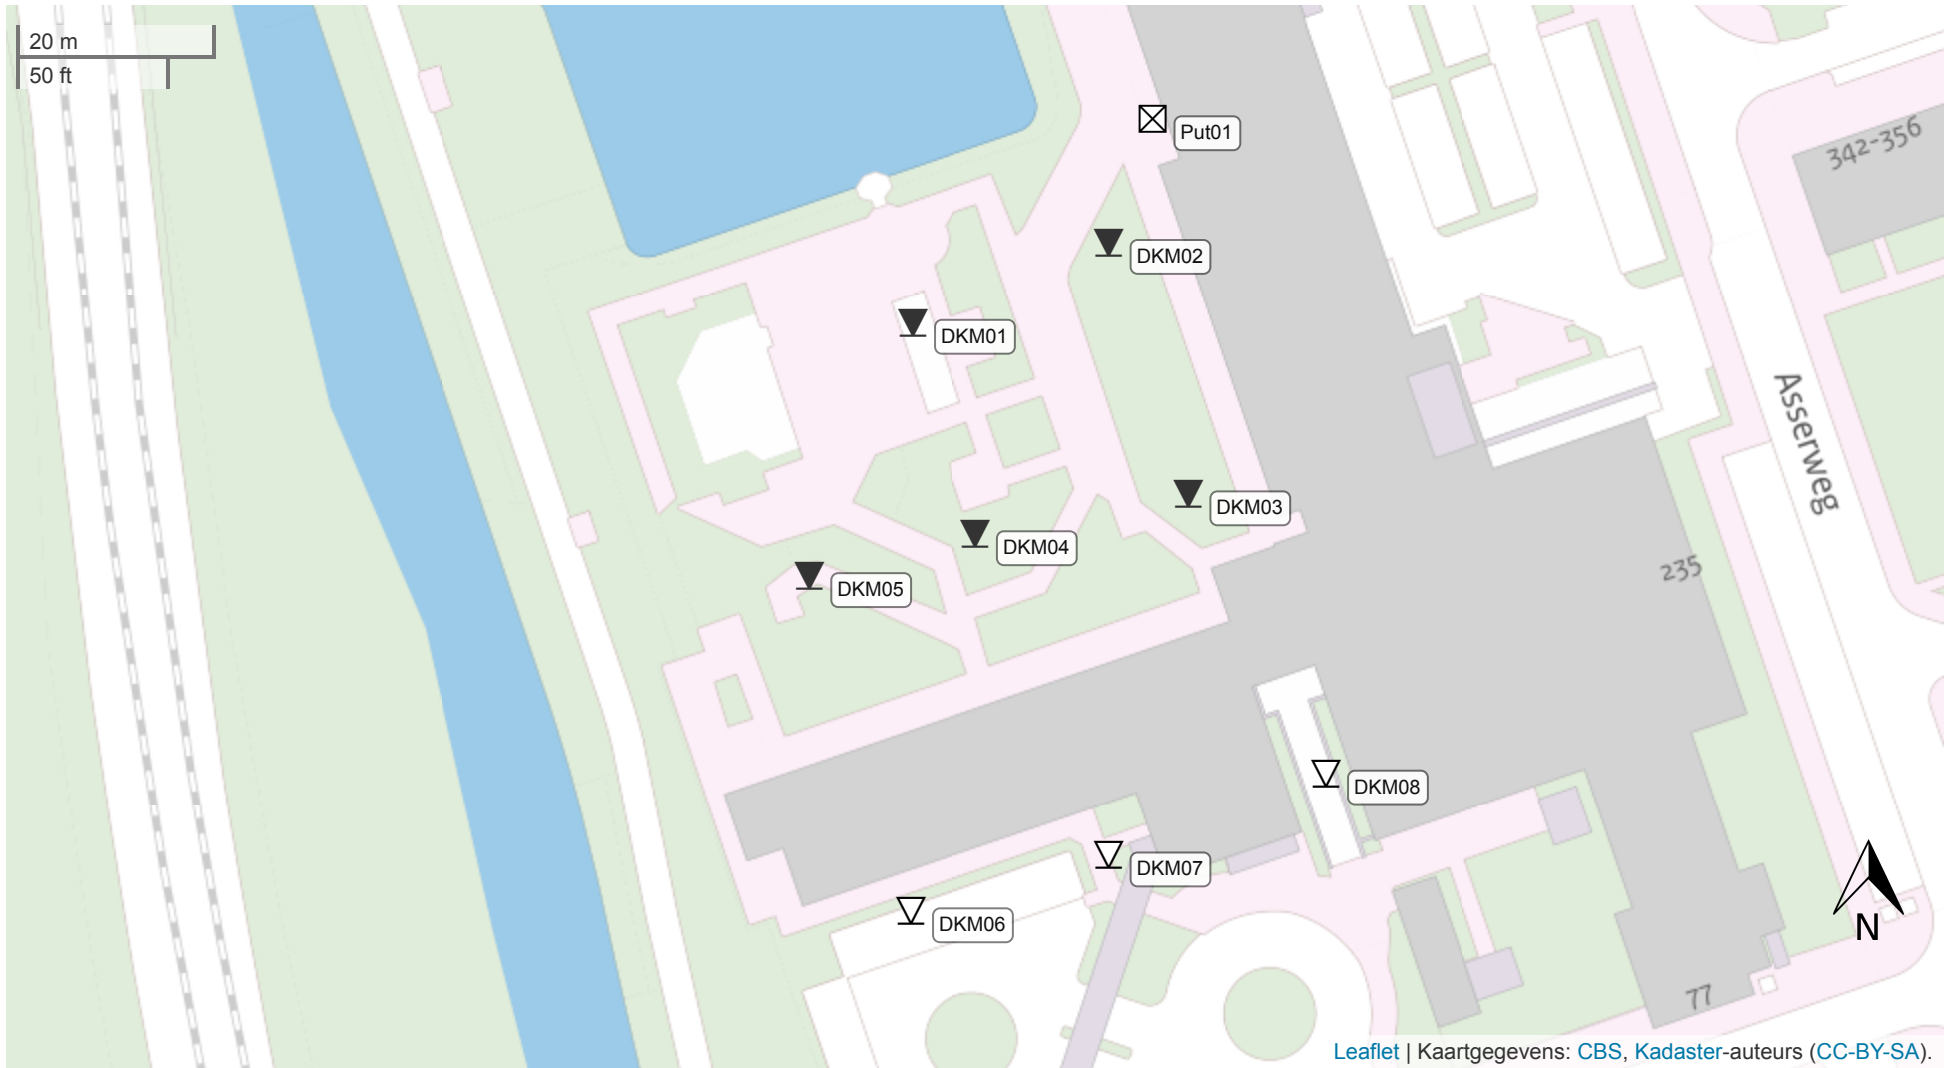 20 m
50 ft
Put01
342-356
DKM02
DKM01
Asserweg
DKM03
DKM04
235
DKM05
DKM08
DKM07
DKM06
N
77
Leaflet | Kaartgegevens: CBS, Kadaster-auteurs (CC-BY-SA).